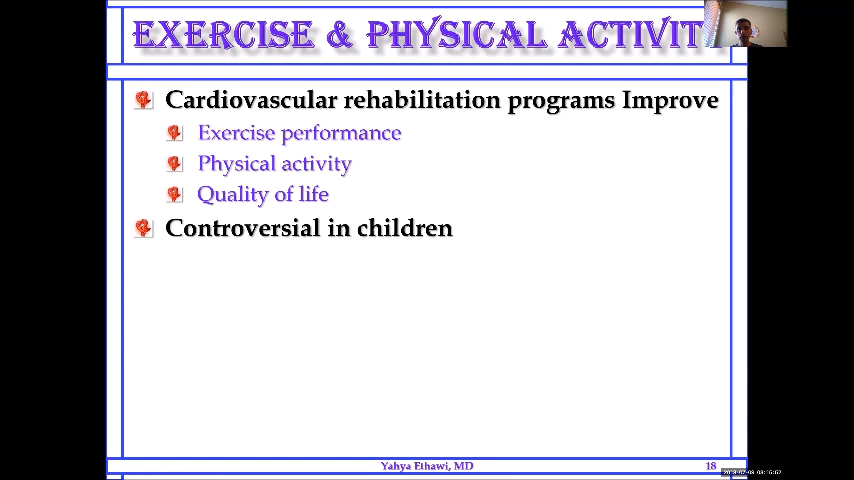 EXERCISE & PHYSICAL ACTIVIT
Cardiovascular rehabilitation programs Improve
Exercise performance
Physical activity
Quality of life
Controversial in children
Yahya Ethawi, MD
18